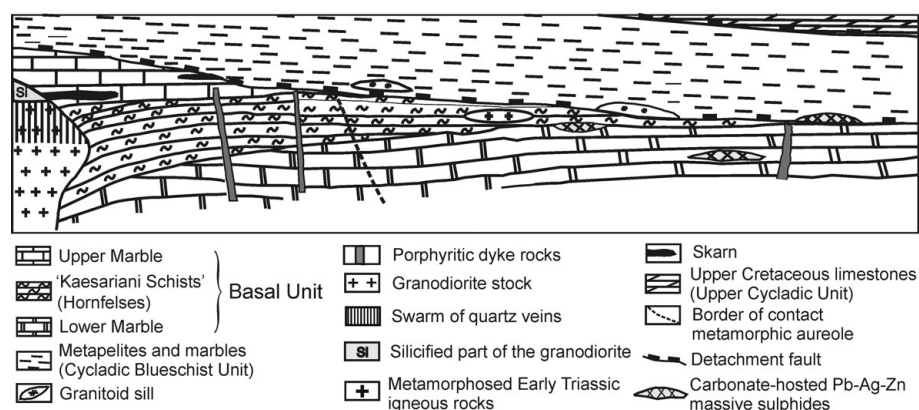 SI
Upper Marble
'Kaesariani Schists'
(Hornfelses)
Lower Marble
Basal Unit
Metapelites and marbles
(Cycladic Blueschist Unit)
Granitoid sill
Porphyritic dyke rocks
Granodiorite stock
Swarm of quartz veins
SI Silicified part of the granodiorite
Metamorphosed Early Triassic
igneous rocks
Skarn
Upper Cretaceous limestones
(Upper Cycladic Unit)
Border of contact
metamorphic aureole
Detachment fault
Carbonate-hosted Pb-Ag-Zn
massive sulphides